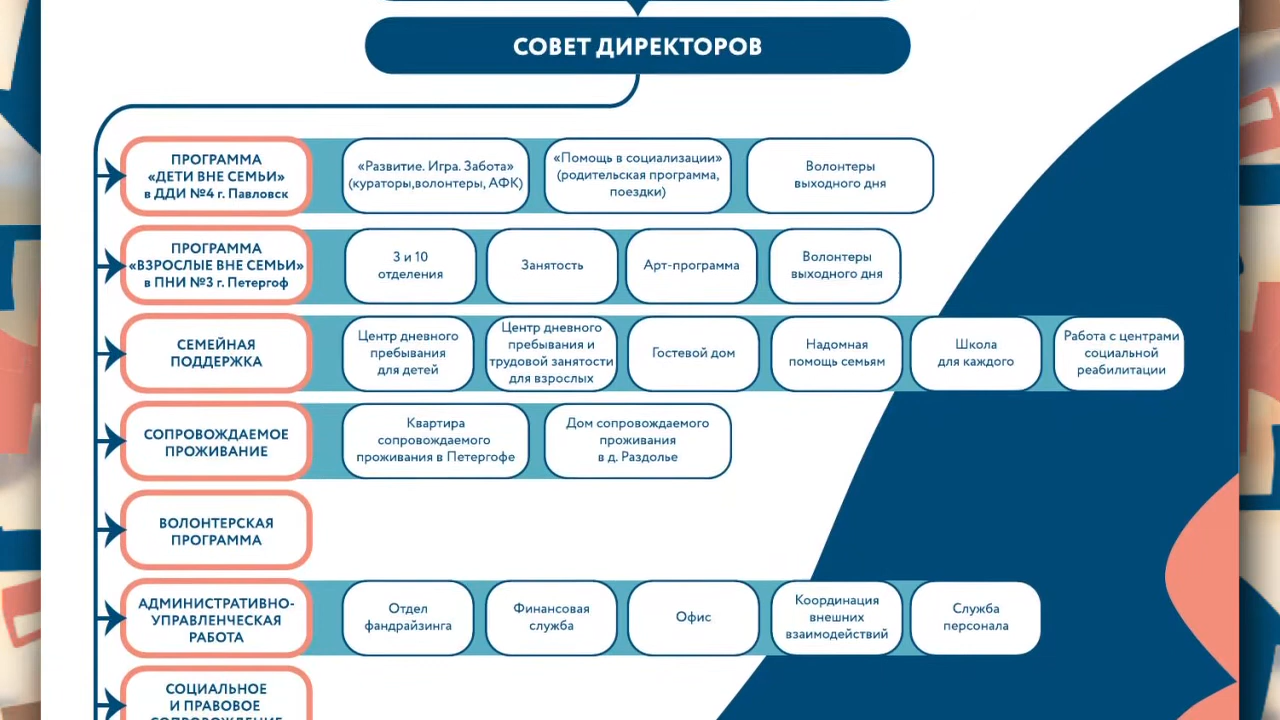 СОВЕТ ДИРЕКТОРОВ
ПРОГРАММА
«ДЕТИ ВНЕ СЕМЬИ»
в ДДИ №4 г. Павловск
«Развитие. Игра. Забота»
(кураторы,волонтеры, АФК)
«Помощь в социализации»
(родительская программа,
поездки)
Волонтеры
выходного дня
ПРОГРАММА
«ВЗРОСЛЫЕ ВНЕ СЕМЬИ»
в ПНИ №3 г. Петергоф
3 и 10
отделения
Занятость
Арт-программа
Волонтеры
выходного дня
СЕМЕЙНАЯ
ПОДДЕРЖКА
Центр дневного
пребывания
для детей
Центр дневного
пребывания и
трудовой занятости
для взрослых
Гостевой дом
Надомная
помощь семьям
Школа
для каждого
Работа с центрами
социальной
реабилитации
СОПРОВОЖДАЕМОЕ
ПРОЖИВАНИЕ
Квартира
сопровождаемого
проживания в Петергофе
Дом сопровождаемого
проживания
в д. Раздолье
ВОЛОНТЕРСКАЯ
ПРОГРАММА
АДМИНИСТРАТИВНО-
УПРАВЛЕНЧЕСКАЯ
РАБОТА
Отдел
фандрайзинга
Финансовая
служба
Офис
Координация
внешних
взаимодействий
Служба
персонала
СОЦИАЛЬНОЕ
И ПРАВОВОЕ
СОПРОВОЖДЕНИЕ